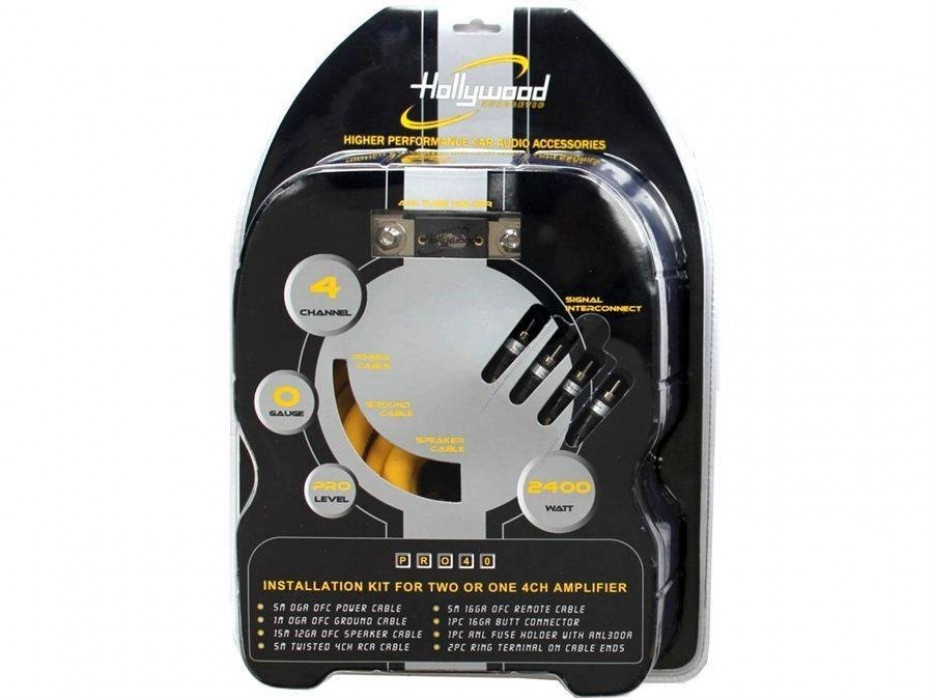 Hollywood
HIGHER PERFORMANCE CAR AUDIO ACCESSORIES
ANL FUSE HOLDER
Hollywood
4
CHANNEL
SIGNAL
INTERCONNECT
POWER
CABLE
0
GAUGE
GROUND
CABLE
SPEAKER
CABLE
PRO
LEVEL
2400
WATT
PRO40
INSTALLATION KIT FOR TWO OR ONE 4CH AMPLIFIER
5M 0GA OFC POWER CABLE
1M 0GA OFC GROUND CABLE
15M 12GA OFC SPEAKER CABLE
5M TWISTED 4CH RCA CABLE
5M 16GA OFC REMOTE CABLE
1PC 16GA BUTT CONNECTOR
1PC ANL FUSE HOLDER WITH ANL300A
2PC RING TERMINAL ON CABLE ENDS